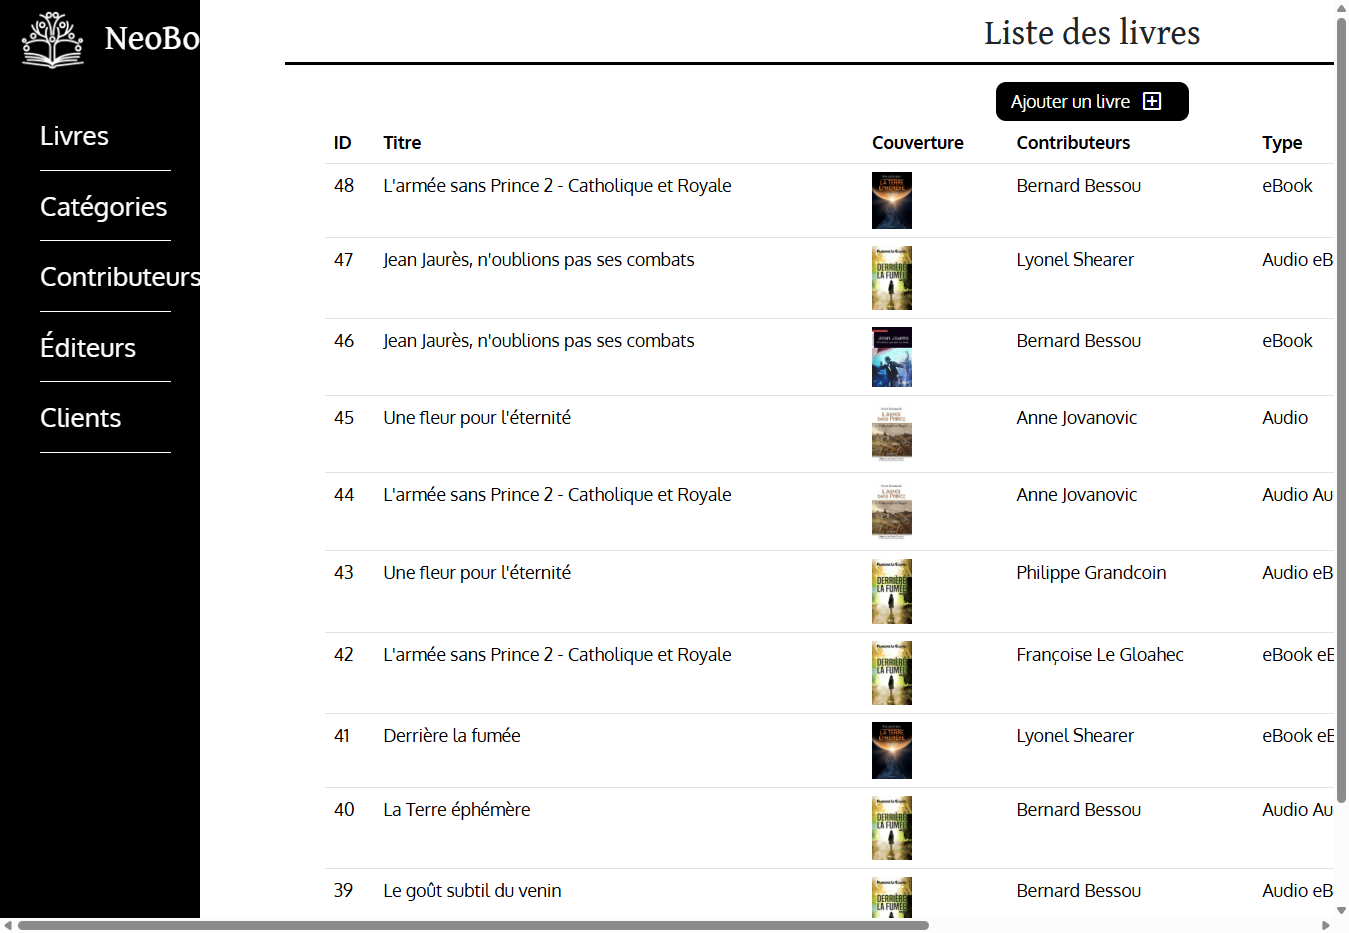 NeoBo
Livres
Catégories
Contributeurs
Éditeurs
Clients
Liste des livres
Ajouter un livre
ID Titre Couverture Contributeurs Type
48 L'armée sans Prince 2 - Catholique et Royale LA TERRE ÉPHÉMÈRE Bernard Bessou eBook
47 Jean Jaurès, n'oublions pas ses combats DERRIÈRE LA FUMÉE Lyonel Shearer Audio eB
46 Jean Jaurès, n'oublions pas ses combats Jean Jaurès Bernard Bessou eBook
45 Une fleur pour l'éternité L'ARMÉE SANS PRINCE Anne Jovanovic Audio
44 L'armée sans Prince 2 - Catholique et Royale L'ARMÉE SANS PRINCE Anne Jovanovic Audio Au
43 Une fleur pour l'éternité DERRIÈRE LA FUMÉE Philippe Grandcoin Audio eB
42 L'armée sans Prince 2 - Catholique et Royale DERRIÈRE LA FUMÉE Françoise Le Gloahec eBook eB
41 Derrière la fumée LA TERRE ÉPHÉMÈRE Lyonel Shearer eBook eB
40 La Terre éphémère DERRIÈRE LA FUMÉE Bernard Bessou Audio Au
39 Le goût subtil du venin DERRIÈRE LA FUMÉE Bernard Bessou Audio eB